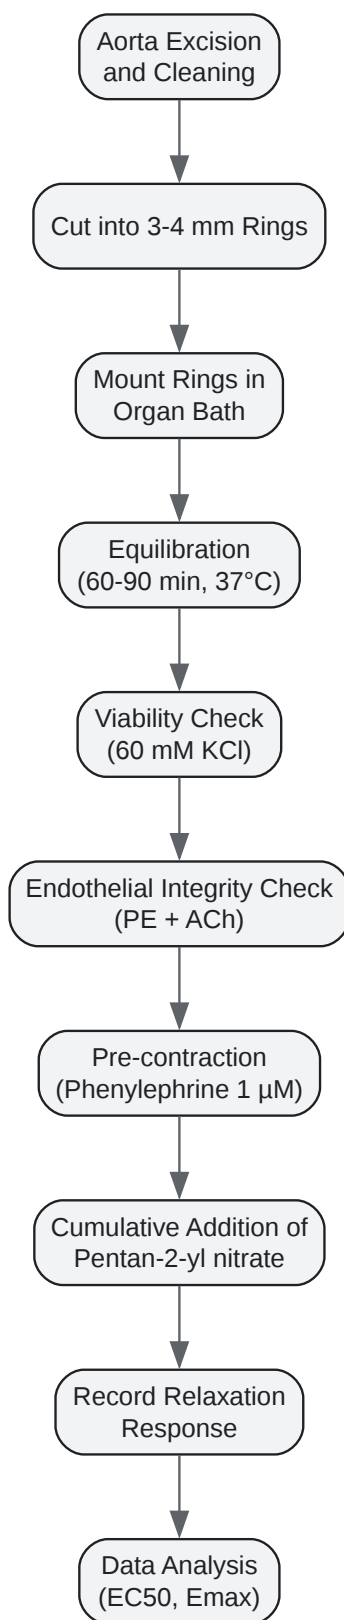 Aorta Excision
and Cleaning
Cut into 3-4 mm Rings
Mount Rings in
Organ Bath
Equilibration
(60-90 min, 37°C)
Viability Check
(60 mM KCl)
Endothelial Integrity Check
(PE + ACh)
Pre-contraction
(Phenylephrine 1 µM)
Cumulative Addition of
Pentan-2-yl nitrate
Record Relaxation
Response
Data Analysis
(EC50, Emax)